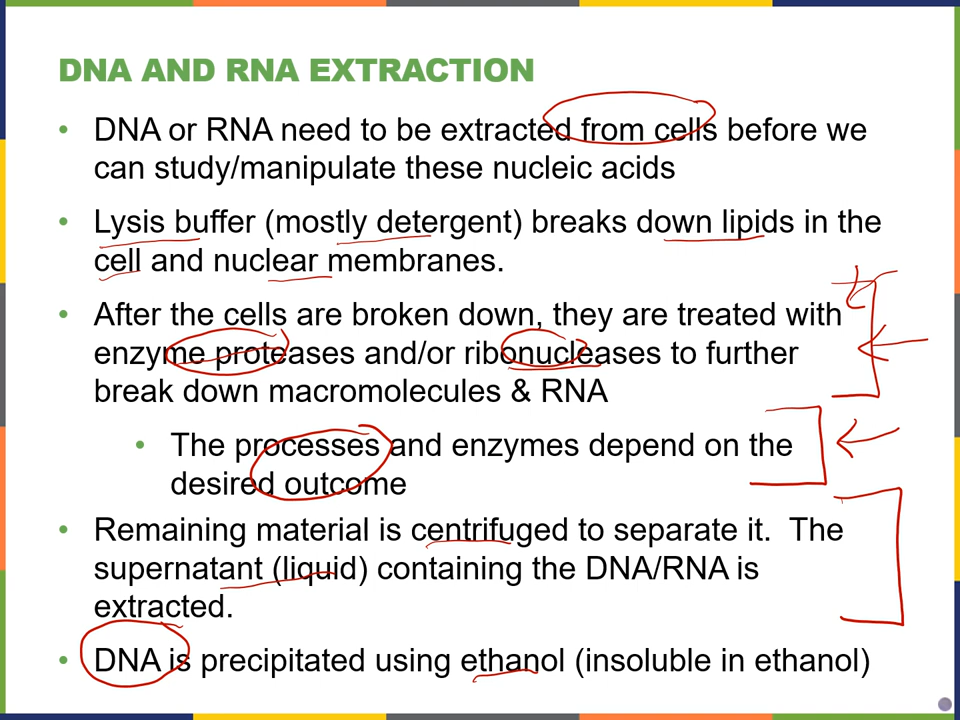 DNA AND RNA EXTRACTION
• DNA or RNA need to be extracted from cells before we
can study/manipulate these nucleic acids
• Lysis buffer (mostly detergent) breaks down lipids in the
cell and nuclear membranes.
• After the cells are broken down, they are treated with
enzyme proteases and/or ribonucleases to further
break down macromolecules & RNA
• The processes and enzymes depend on the
desired outcome
• Remaining material is centrifuged to separate it.  The
supernatant (liquid) containing the DNA/RNA is
extracted.
• DNA is precipitated using ethanol (insoluble in ethanol)